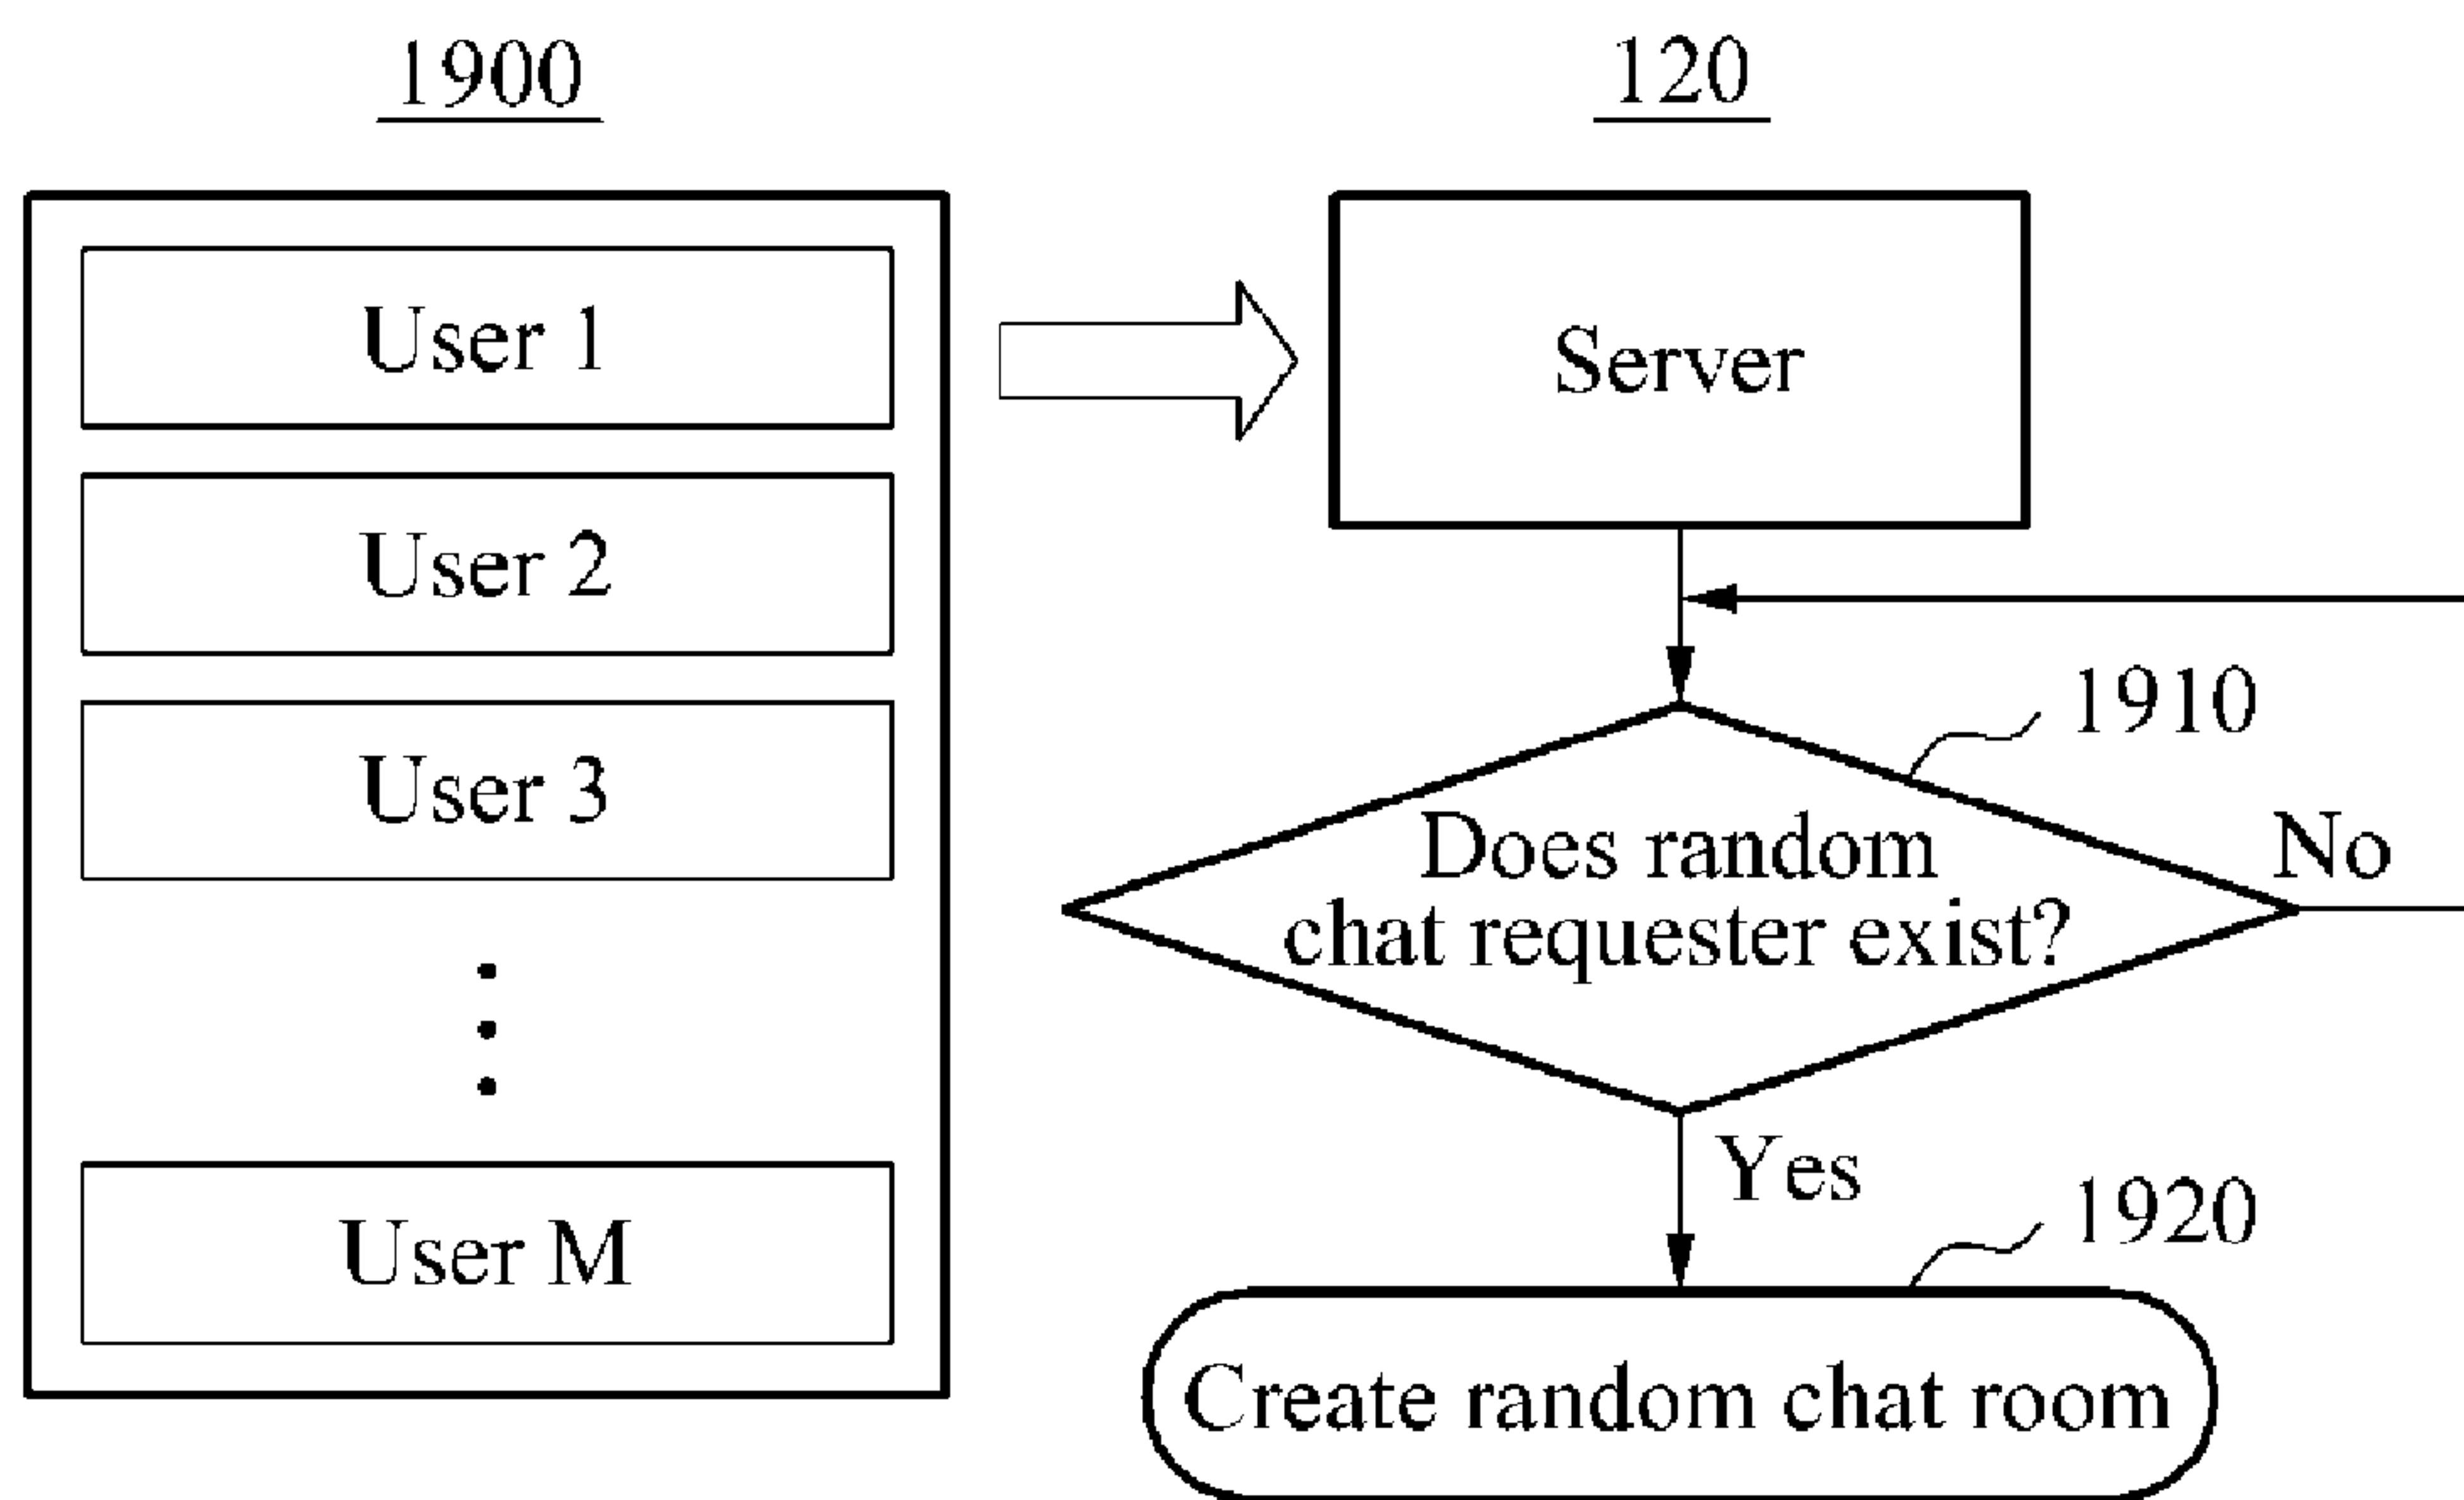 1900
User 1
User 2
User 3
User M
120
Server
1910
Does random
chat requester exist?
No
Yes
1920
Create random chat room